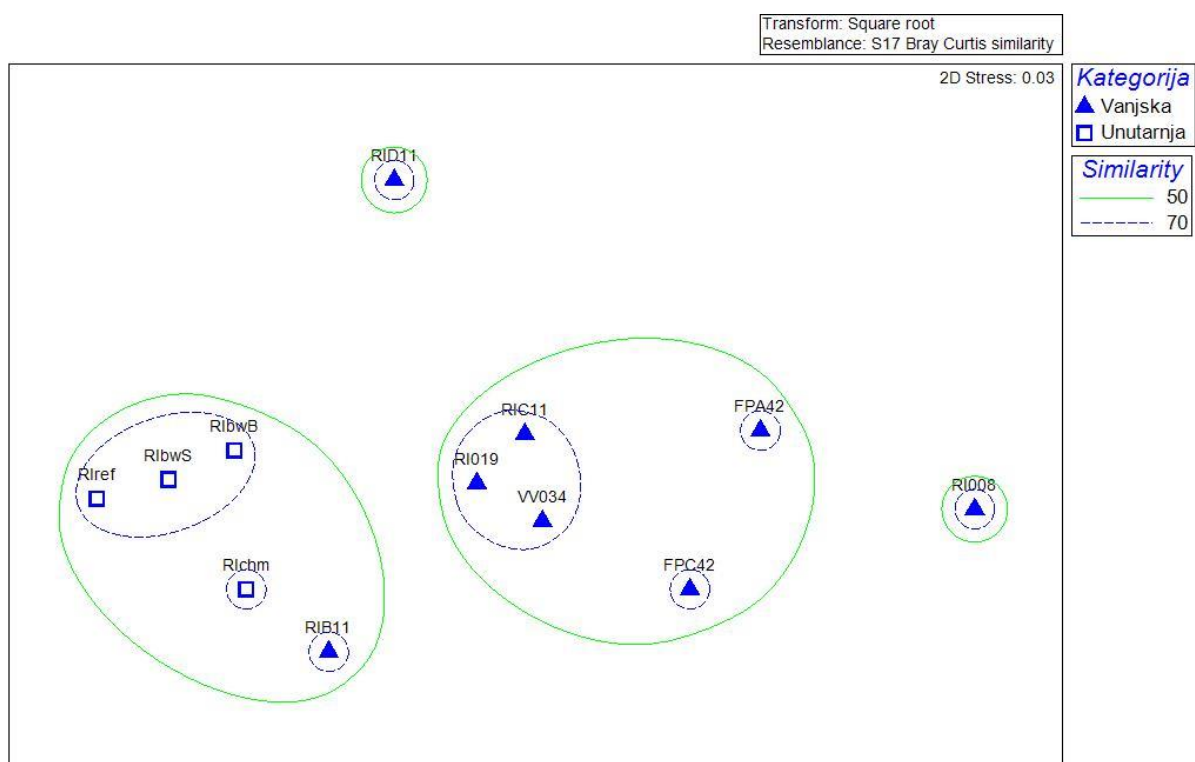 Transform: Square root
Resemblance: S17 Bray Curtis similarity
2D Stress: 0.03
Kategorija
Vanjska
Unutarnja
Similarity
50
70
RID11
RIC11
FPA42
RIbwB
RIbwS
RIref
RI019
VV034
RI008
RIcbm
FPC42
RIB11